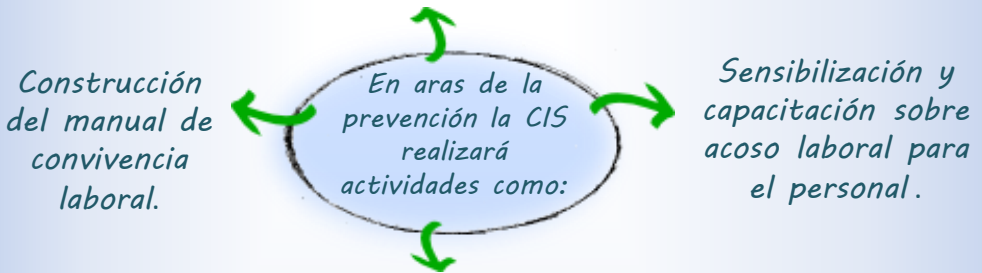 Construcción
del manual de
convivencia
laboral.
En aras de la
prevención la CIS
realizará
actividades como:
Sensibilización y
capacitación sobre
acoso laboral para
el personal .